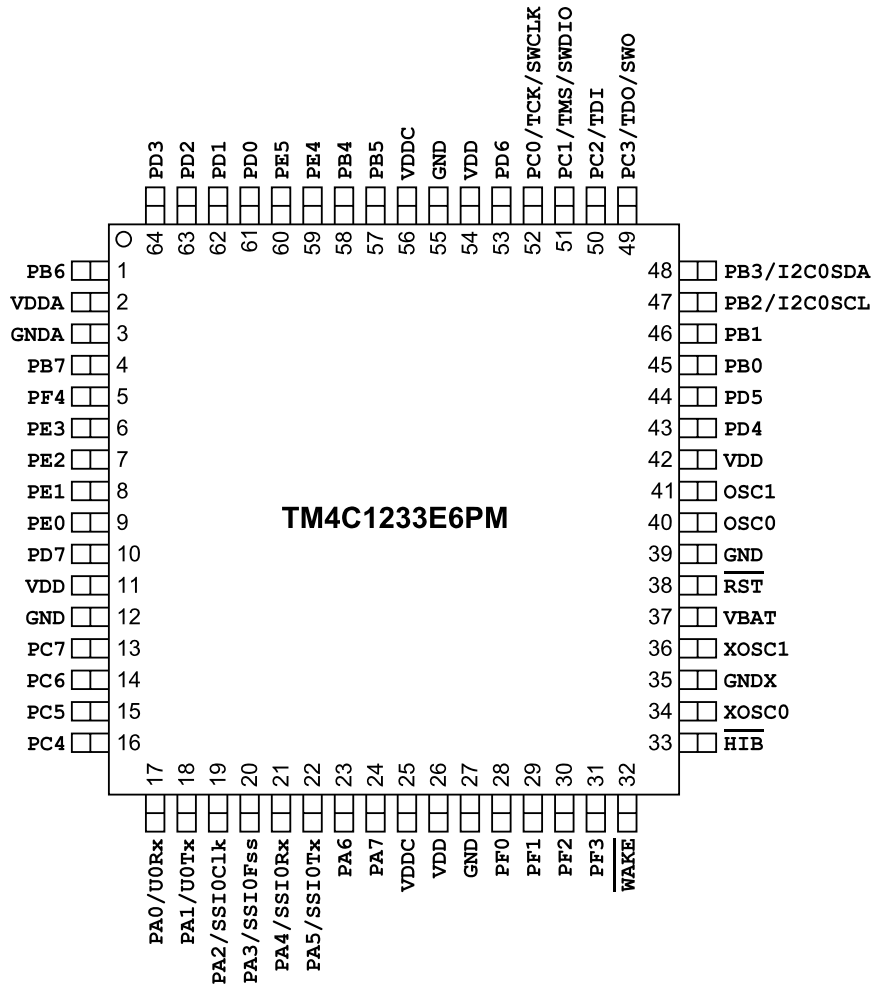 PD3
PD2
PD1
PD0
PE5
PE4
PB4
PB5
VDDC
GND
VDD
PD6
PC0/TCK/SWCLK
PC1/TMS/SWDIO
PC2/TDI
PC3/TDO/SWO
64
63
62
61
60
59
58
57
56
55
54
53
52
51
50
49
PB6 1
VDDA 2
GNDA 3
PB7 4
PF4 5
PE3 6
PE2 7
PE1 8
PE0 9
PD7 10
VDD 11
GND 12
PC7 13
PC6 14
PC5 15
PC4 16
TM4C1233E6PM
48 PB3/I2C0SDA
47 PB2/I2C0SCL
46 PB1
45 PB0
44 PD5
43 PD4
42 VDD
41 OSC1
40 OSC0
39 GND
38 RST
37 VBAT
36 XOSC1
35 GNDX
34 XOSC0
33 HIB
17
18
19
20
21
22
23
24
25
26
27
28
29
30
31
32
PA0/U0Rx
PA1/U0Tx
PA2/SSI0Clk
PA3/SSI0Fss
PA4/SSI0Rx
PA5/SSI0Tx
PA6
PA7
VDDC
VDD
GND
PF0
PF1
PF2
PF3
WAKE